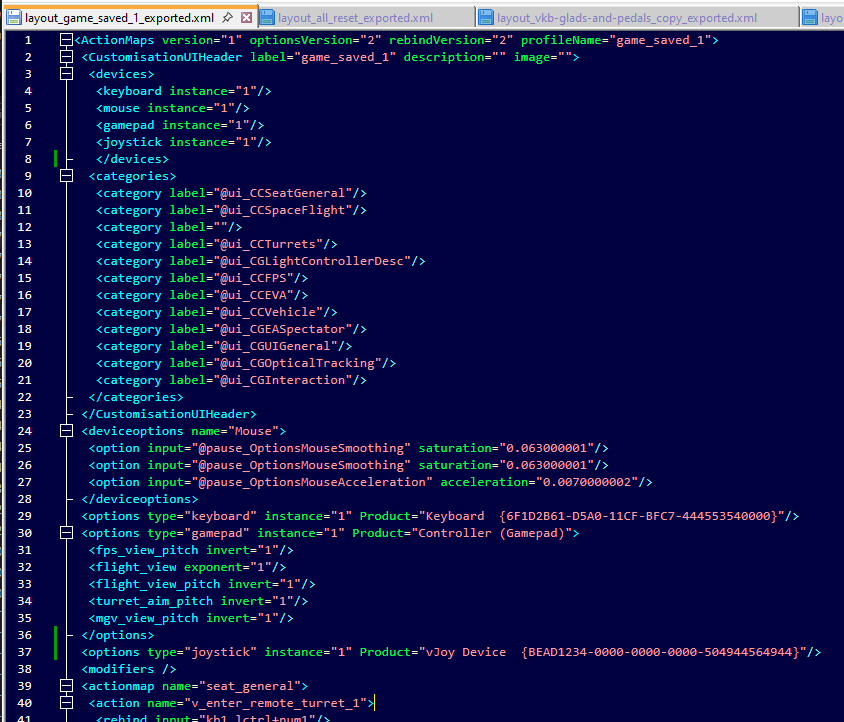 layout_game_saved_1_exported.xml
layout_all_reset_exported.xml
layout_vkb-glads-and-pedals_copy_exported.xml
layo
1 <ActionMaps version="1" optionsVersion="2" rebindVersion="2" profileName="game_saved_1">
2 <CustomisationUIHeader label="game_saved_1" description="" image="">
3 <devices>
4 <keyboard instance="1"/>
5 <mouse instance="1"/>
6 <gamepad instance="1"/>
7 <joystick instance="1"/>
8 </devices>
9 <categories>
10 <category label="@ui_CCSeatGeneral"/>
11 <category label="@ui_CCSpaceFlight"/>
12 <category label=""/>
13 <category label="@ui_CCTurrets"/>
14 <category label="@ui_CGLightControllerDesc"/>
15 <category label="@ui_CCFPS"/>
16 <category label="@ui_CCEVA"/>
17 <category label="@ui_CCVehicle"/>
18 <category label="@ui_CGEASpectator"/>
19 <category label="@ui_CGUIGeneral"/>
20 <category label="@ui_CGOpticalTracking"/>
21 <category label="@ui_CGInteraction"/>
22 </categories>
23 </CustomisationUIHeader>
24 <deviceoptions name="Mouse">
25 <option input="@pause_OptionsMouseSmoothing" saturation="0.063000001"/>
26 <option input="@pause_OptionsMouseSmoothing" saturation="0.063000001"/>
27 <option input="@pause_OptionsMouseAcceleration" acceleration="0.0070000002"/>
28 </deviceoptions>
29 <options type="keyboard" instance="1" Product="Keyboard  {6F1D2B61-D5A0-11CF-BFC7-444553540000}"/>
30 <options type="gamepad" instance="1" Product="Controller (Gamepad)">
31 <fps_view_pitch invert="1"/>
32 <flight_view exponent="1"/>
33 <flight_view_pitch invert="1"/>
34 <turret_aim_pitch invert="1"/>
35 <mgv_view_pitch invert="1"/>
36 </options>
37 <options type="joystick" instance="1" Product="vJoy Device  {BEAD1234-0000-0000-0000-504944564944}"/>
38 <modifiers />
39 <actionmap name="seat_general">
40 <action name="v_enter_remote_turret_1">
41 <rebind input="kb1_lctrl+num1"/>